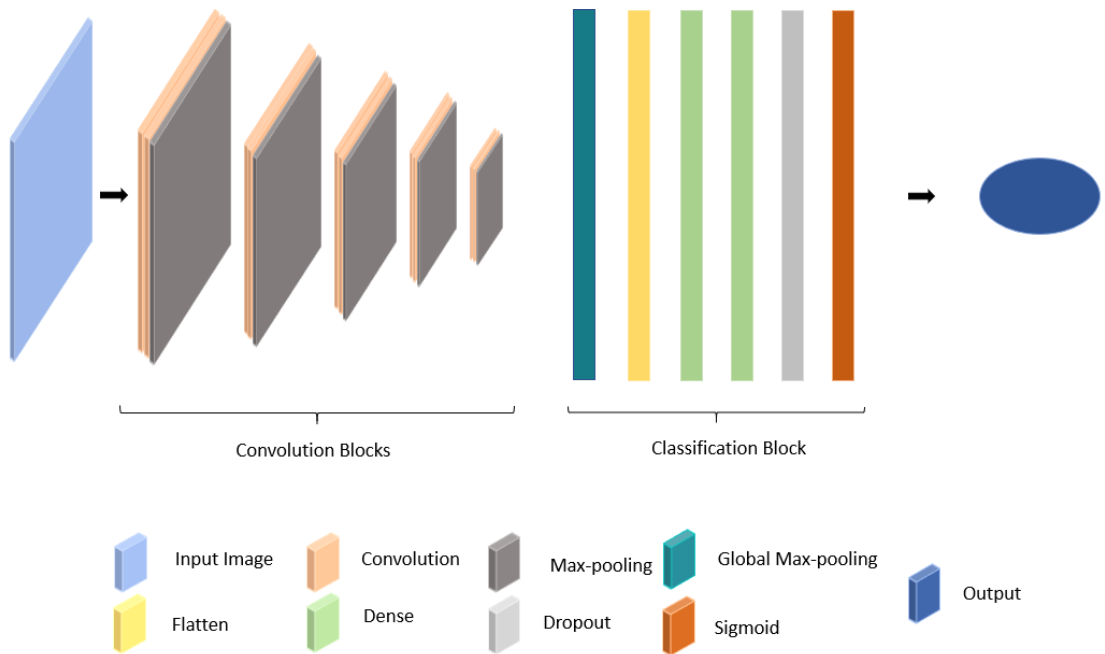 Convolution Blocks
Classification Block
Input Image
Convolution
Max-pooling
Global Max-pooling
Output
Flatten
Dense
Dropout
Sigmoid